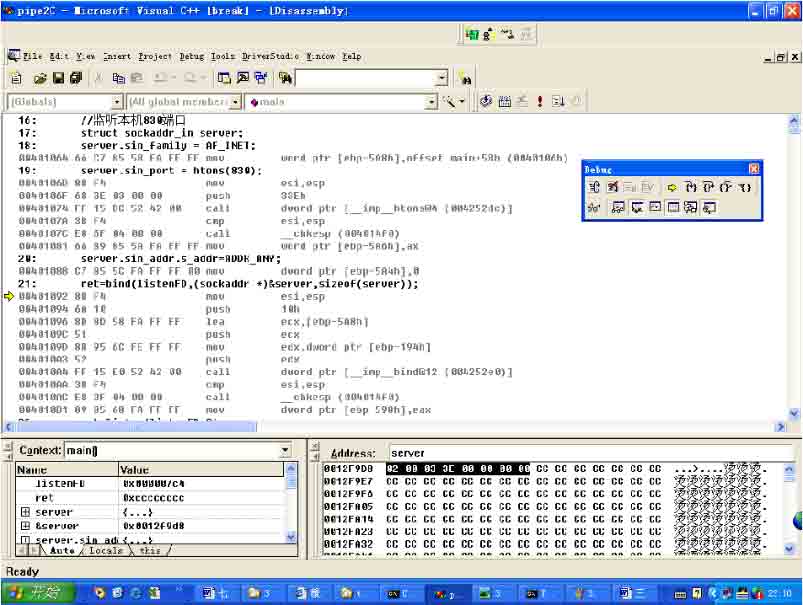 pipe2C - Microsoft Visual C++ [break] - [Disassembly]
File Edit View Insert Project Debug Tools DriverStudio Window Help
(Globals) (All global members main
16: //监听本机830端口
17: struct sockaddr_in server;
18: server.sin_family = AF_INET;
00401064 66 C7 85 58 FA FF FF mov word ptr [ebp-5A8h],offset main+58h (00401068)
19: server.sin_port = htons(830);
0040106D 8B F4 mov esi,esp
0040106F 68 3E 03 00 00 push 33Eh
00401074 FF 15 DC 52 42 00 call dword ptr [__imp__htons@4 (004252dc)]
0040107A 3B F4 cmp esi,esp
0040107C E8 6F 04 00 00 call __chkesp (004014f0)
00401081 66 89 85 5A FA FF FF mov word ptr [ebp-5A6h],ax
20: server.sin_addr.s_addr=ADDR_ANY;
00401088 C7 85 5C FA FF FF 00 mov dword ptr [ebp-5A4h],0
21: ret=bind(listenFD,(sockaddr *)&server,sizeof(server));
00401092 8B F4 mov esi,esp
00401094 6A 10 push 10h
00401096 8D 8D 58 FA FF FF lea ecx,[ebp-5A8h]
0040109C 51 push ecx
0040109D 8B 95 6C FE FF FF mov edx,dword ptr [ebp-194h]
004010A3 52 push edx
004010A4 FF 15 E0 52 42 00 call dword ptr [__imp__bind@12 (004252e0)]
004010AA 3B F4 cmp esi,esp
004010AC E8 3F 04 00 00 call __chkesp (004014f0)
004010B1 89 85 68 FA FF FF mov dword ptr [ebp-598h],eax
Debug
Context: main()
Name Value
listenFD 0x000007c4
ret 0xcccccccc
server {...}
&server 0x0012f9d8
server.sin_ad {...}
Auto Locals this
Address: server
0012F9D8 02 00 03 3E 00 00 00 00 CC CC CC CC CC CC CC ...>....
0012F9E7 CC CC CC CC CC CC CC CC CC CC CC CC CC CC CC
0012F9F6 CC CC CC CC CC CC CC CC CC CC CC CC CC CC CC
0012FA05 CC CC CC CC CC CC CC CC CC CC CC CC CC CC CC
0012FA14 CC CC CC CC CC CC CC CC CC CC CC CC CC CC CC
0012FA23 CC CC CC CC CC CC CC CC CC CC CC CC CC CC CC
0012FA32 CC CC CC CC CC CC CC CC CC CC CC CC CC CC CC
Ready
开始 七 3 模 C p. 3 T 3. 三 22:10